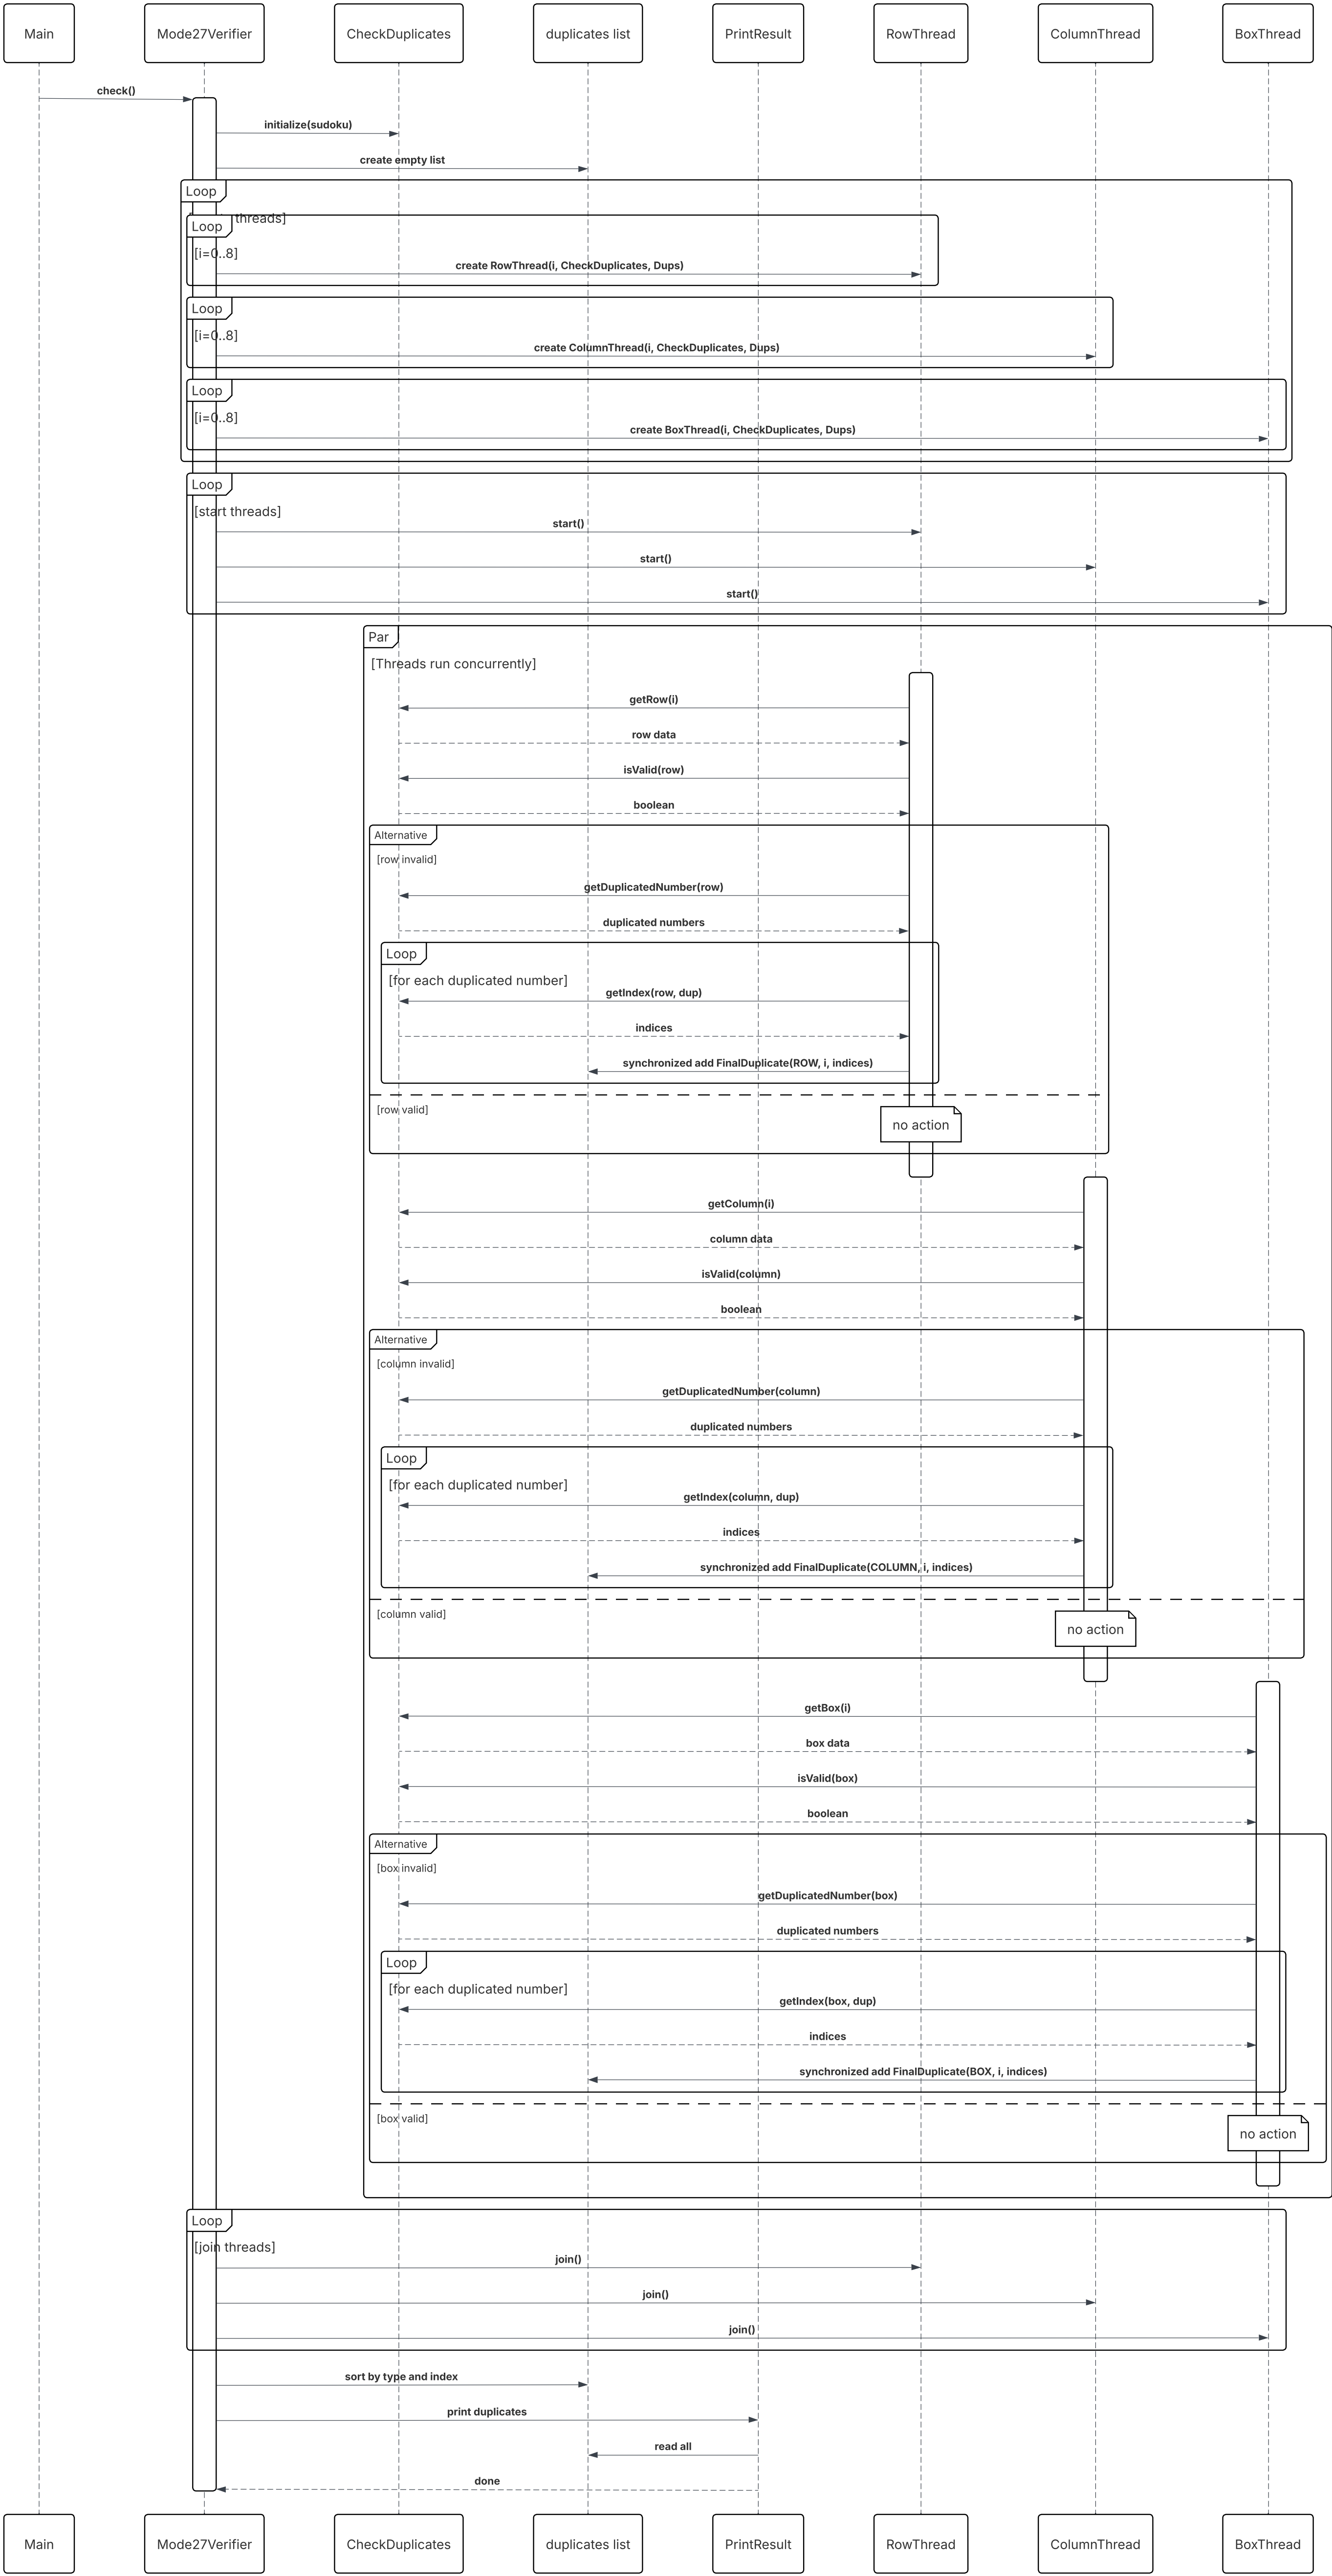 Main
Mode27Verifier
CheckDuplicates
duplicates list
PrintResult
RowThread
ColumnThread
BoxThread
check()
initialize(sudoku)
create empty list
Loop
threads]
Loop
[i=0..8]
create RowThread(i, CheckDuplicates, Dups)
Loop
[i=0..8]
create ColumnThread(i, CheckDuplicates, Dups)
Loop
[i=0..8]
create BoxThread(i, CheckDuplicates, Dups)
Loop
[start threads]
start()
start()
start()
Par
[Threads run concurrently]
getRow(i)
row data
isValid(row)
boolean
Alternative
[row invalid]
getDuplicatedNumber(row)
duplicated numbers
Loop
[for each duplicated number]
getIndex(row, dup)
indices
synchronized add FinalDuplicate(ROW, i, indices)
[row valid]
no action
getColumn(i)
column data
isValid(column)
boolean
Alternative
[column invalid]
getDuplicatedNumber(column)
duplicated numbers
Loop
[for each duplicated number]
getIndex(column, dup)
indices
synchronized add FinalDuplicate(COLUMN, i, indices)
[column valid]
no action
getBox(i)
box data
isValid(box)
boolean
Alternative
[box invalid]
getDuplicatedNumber(box)
duplicated numbers
Loop
[for each duplicated number]
getIndex(box, dup)
indices
synchronized add FinalDuplicate(BOX, i, indices)
[box valid]
no action
Loop
[join threads]
join()
join()
join()
sort by type and index
print duplicates
read all
done
Main
Mode27Verifier
CheckDuplicates
duplicates list
PrintResult
RowThread
ColumnThread
BoxThread